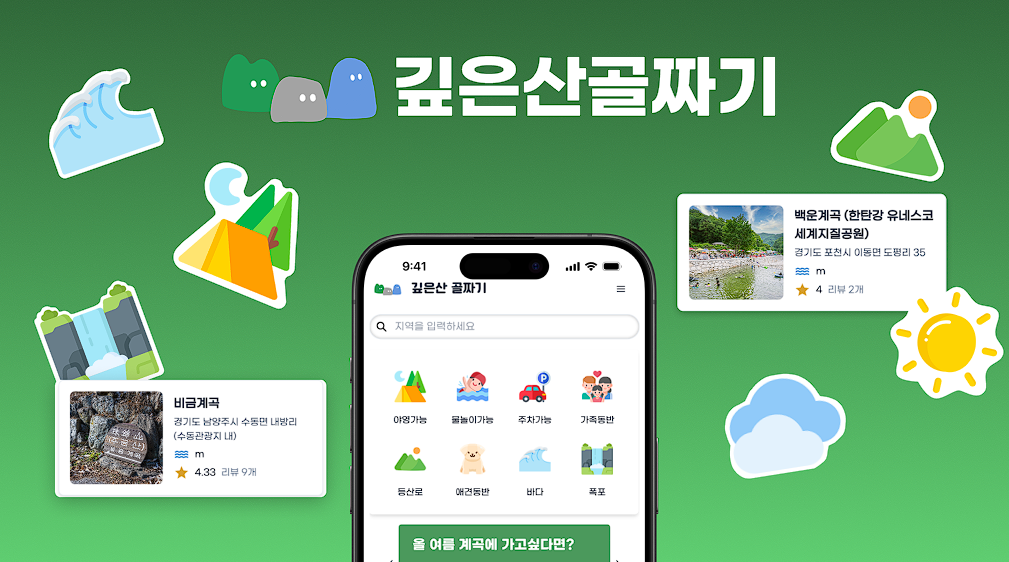 깊은산골짜기
백운계곡 (한탄강 유네스코
세계지질공원)
경기도 포천시 이동면 도평리 35
m
4 리뷰 2개
9:41
깊은산 골짜기
지역을 입력하세요
P
야영가능 물놀이가능 주차가능 가족동반
등산로 애견동반 바다 폭포
올 여름 계곡에 가고싶다면?
비금계곡
경기도 남양주시 수동면 내방리
(수동관광지 내)
m
4.33 리뷰 9개